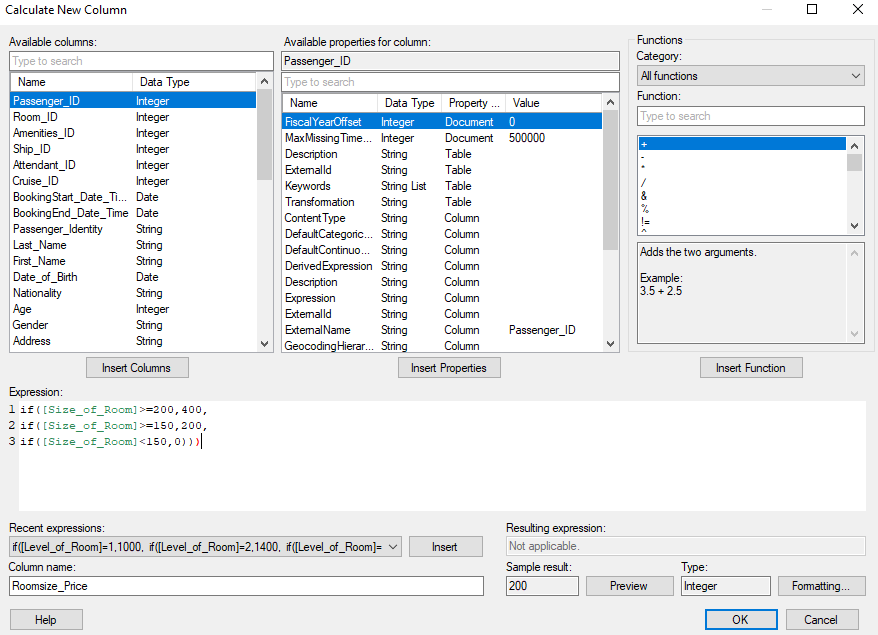 Calculate New Column
Available columns:
Type to search
Name Data Type
Passenger_ID Integer
Room_ID Integer
Amenities_ID Integer
Ship_ID Integer
Attendant_ID Integer
Cruise_ID Integer
BookingStart_Date_Ti... Date
BookingEnd_Date_Time Date
Passenger_Identity String
Last_Name String
First_Name String
Date_of_Birth Date
Nationality String
Age Integer
Gender String
Address String
Insert Columns
Available properties for column:
Passenger_ID
Type to search
Name Data Type Property ... Value
FiscalYearOffset Integer Document 0
MaxMissingTime... Integer Document 500000
Description String Table
ExternalId String Table
Keywords String List Table
Transformation String Table
ContentType String Column
DefaultCategoric... String Column
DefaultContinuo... String Column
DerivedExpression String Column
Description String Column
Expression String Column
ExternalId String Column
ExternalName String Column Passenger_ID
GeocodingHierar... String Column
Insert Properties
Functions
Category:
All functions
Function:
Type to search
+
-
*
/
&
%
!=
^
Adds the two arguments.
Example:
3.5 + 2.5
Insert Function
Expression:
1 if([Size_of_Room]>=200,400,
2 if([Size_of_Room]>=150,200,
3 if([Size_of_Room]<150,0)))
Recent expressions:
if([Level_of_Room]=1,1000, if([Level_of_Room]=2,1400, if([Level_of_Room]=
Insert
Column name:
Roomsize_Price
Resulting expression:
Not applicable.
Sample result:
200
Preview
Type:
Integer
Formatting...
Help
OK
Cancel